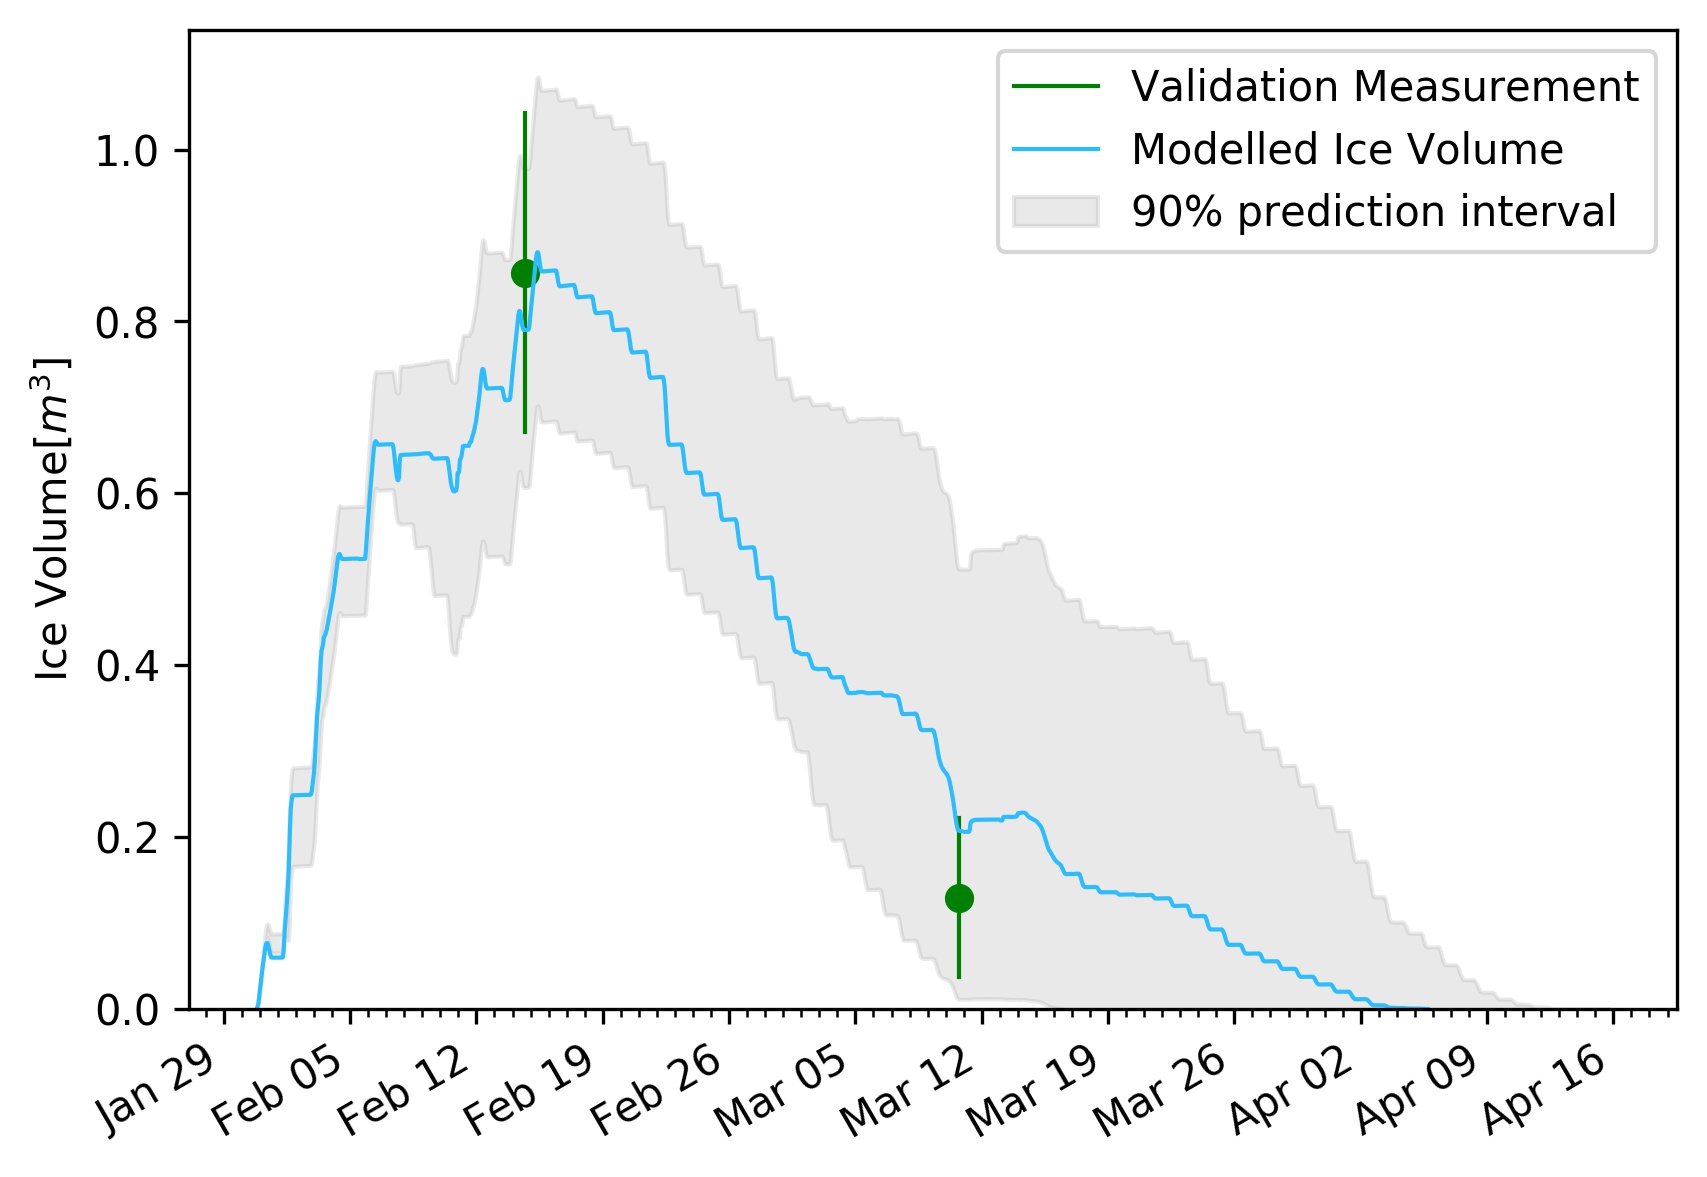 Validation Measurement
Modelled Ice Volume
90% prediction interval
Ice Volume[m³]
1.0
0.8
0.6
0.4
0.2
0.0
Jan 29
Feb 05
Feb 12
Feb 19
Feb 26
Mar 05
Mar 12
Mar 19
Mar 26
Apr 02
Apr 09
Apr 16